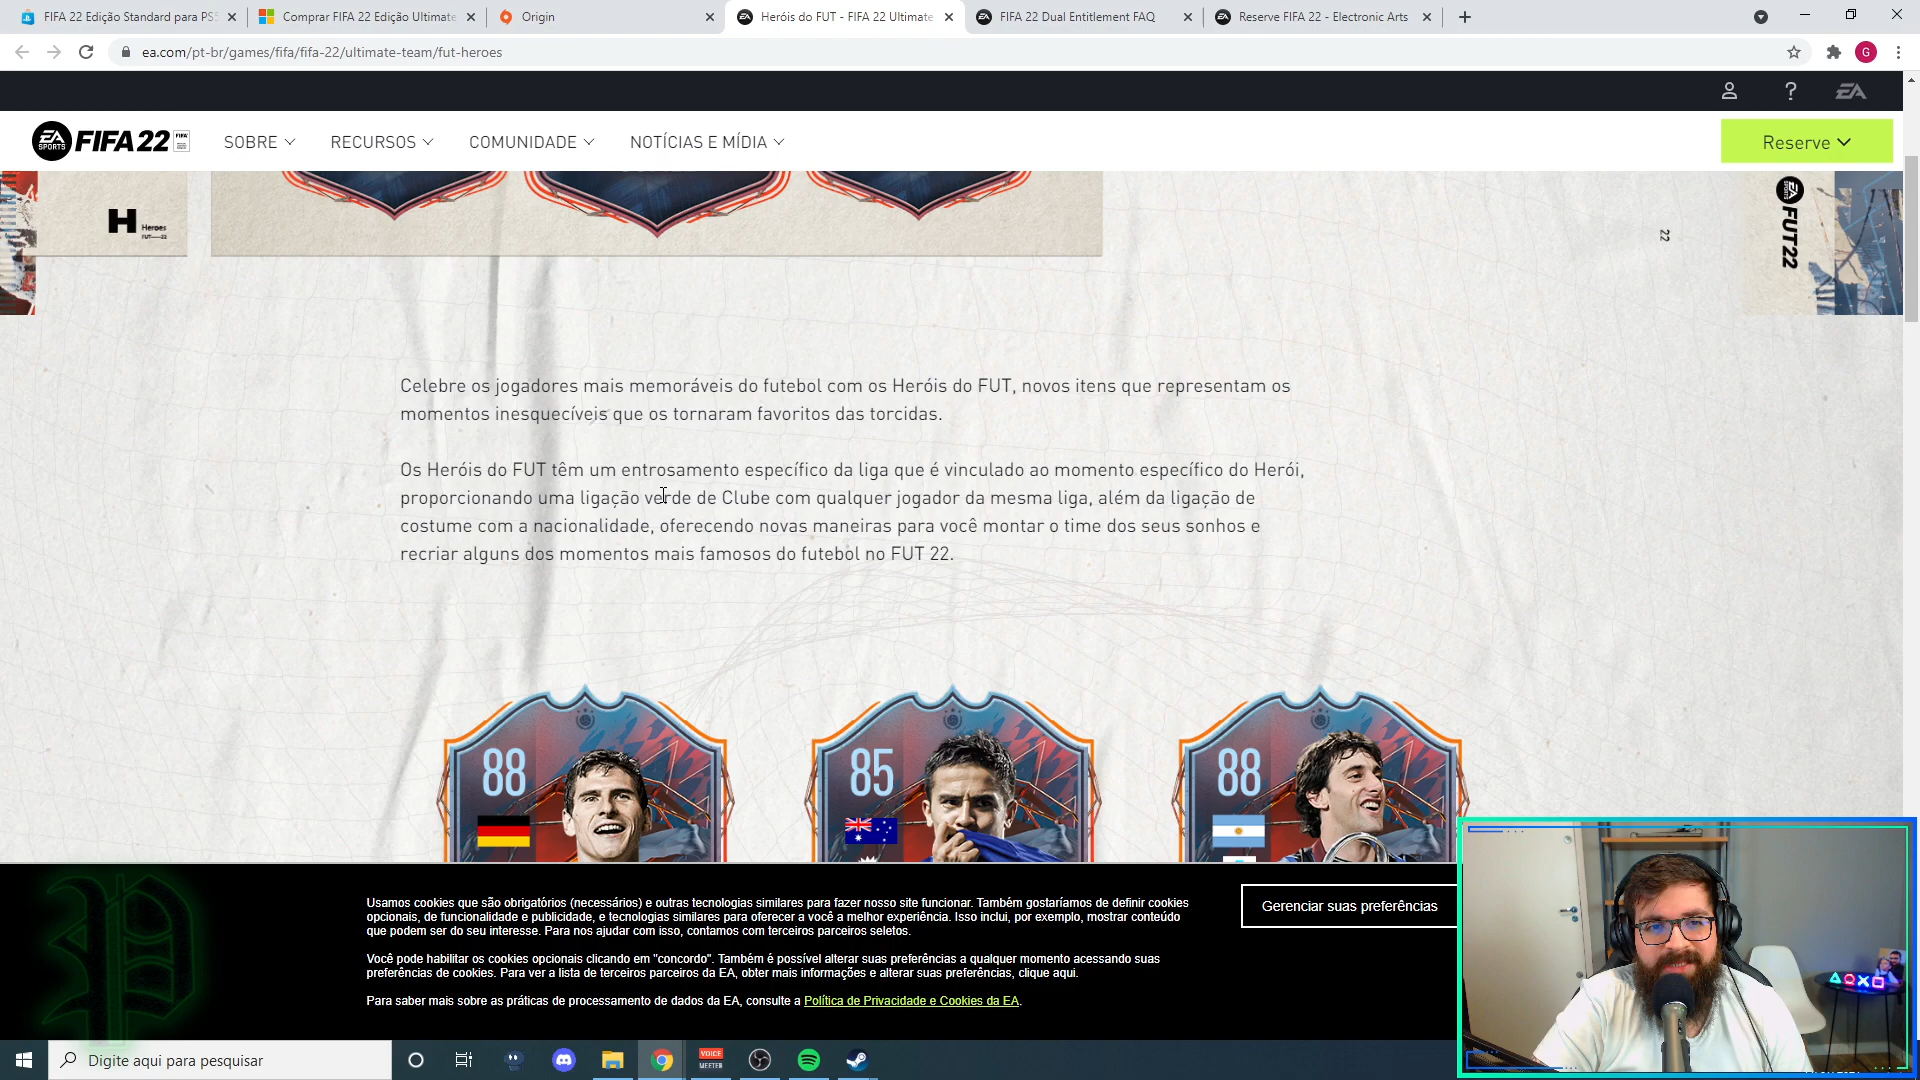 FIFA 22 Edição Standard para PS5
Comprar FIFA 22 Edição Ultimate
Origin
Heróis do FUT - FIFA 22 Ultimate
FIFA 22 Dual Entitlement FAQ
Reserve FIFA 22 - Electronic Arts
ea.com/pt-br/games/fifa/fifa-22/ultimate-team/fut-heroes
G
EA
EA SPORTS FIFA 22
SOBRE
RECURSOS
COMUNIDADE
NOTÍCIAS E MÍDIA
Reserve
H Heroes
22
FUT22
Celebre os jogadores mais memoráveis do futebol com os Heróis do FUT, novos itens que representam os
momentos inesquecíveis que os tornaram favoritos das torcidas.
Os Heróis do FUT têm um entrosamento específico da liga que é vinculado ao momento específico do Herói,
proporcionando uma ligação verde de Clube com qualquer jogador da mesma liga, além da ligação de
costume com a nacionalidade, oferecendo novas maneiras para você montar o time dos seus sonhos e
recriar alguns dos momentos mais famosos do futebol no FUT 22.
88
85
88
Usamos cookies que são obrigatórios (necessários) e outras tecnologias similares para fazer nosso site funcionar. Também gostaríamos de definir cookies
opcionais, de funcionalidade e publicidade, e tecnologias similares para oferecer a você a melhor experiência. Isso inclui, por exemplo, mostrar conteúdo
que podem ser do seu interesse. Para nos ajudar com isso, contamos com terceiros parceiros seletos.
Você pode habilitar os cookies opcionais clicando em "concordo". Também é possível alterar suas preferências a qualquer momento acessando suas
preferências de cookies. Para ver a lista de terceiros parceiros da EA, obter mais informações e alterar suas preferências, clique aqui.
Para saber mais sobre as práticas de processamento de dados da EA, consulte a Política de Privacidade e Cookies da EA.
Gerenciar suas preferências
Digite aqui para pesquisar
VOICE
MEETER